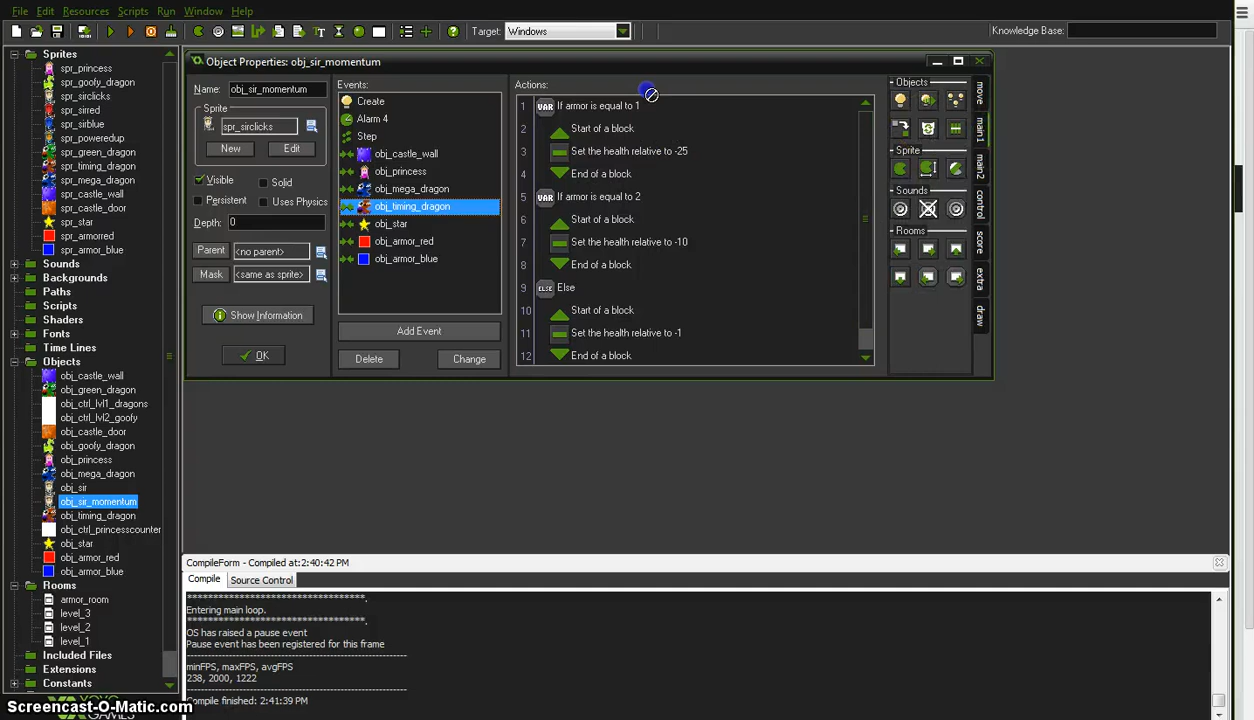 File Edit Resources Scripts Run Window Help
Target: Windows
Knowledge Base:
Sprites
spr_princess
spr_goofy_dragon
spr_sirclicks
spr_sirred
spr_sirblue
spr_poweredup
spr_green_dragon
spr_timing_dragon
spr_mega_dragon
spr_castle_wall
spr_castle_door
spr_star
spr_armorred
spr_armor_blue
Sounds
Backgrounds
Paths
Scripts
Shaders
Fonts
Time Lines
Objects
obj_castle_wall
obj_green_dragon
obj_ctrl_lvl1_dragons
obj_ctrl_lvl2_goofy
obj_castle_door
obj_goofy_dragon
obj_princess
obj_mega_dragon
obj_sir
obj_sir_momentum
obj_timing_dragon
obj_ctrl_princesscounter
obj_star
obj_armor_red
obj_armor_blue
Rooms
armor_room
level_3
level_2
level_1
Included Files
Extensions
Constants
Object Properties: obj_sir_momentum
Name: obj_sir_momentum
Sprite
spr_sirclicks
New Edit
Visible Solid
Persistent Uses Physics
Depth: 0
Parent <no parent>
Mask <same as sprite>
Show Information
OK
Events:
Create
Alarm 4
Step
obj_castle_wall
obj_princess
obj_mega_dragon
obj_timing_dragon
obj_star
obj_armor_red
obj_armor_blue
Add Event
Delete Change
Actions:
1 VAR If armor is equal to 1
2 Start of a block
3 Set the health relative to -25
4 End of a block
5 VAR If armor is equal to 2
6 Start of a block
7 Set the health relative to -10
8 End of a block
9 ELSE Else
10 Start of a block
11 Set the health relative to -1
12 End of a block
Objects
Sprite
Sounds
Rooms
move
main1
main2
control
score
extra
draw
CompileForm - Compiled at:2:40:42 PM
Compile Source Control
***********************************.
Entering main loop.
***********************************.
OS has raised a pause event
Pause event has been registered for this frame
-------------------------------------------------------
minFPS, maxFPS, avgFPS
238, 2000, 1222
-------------------------------------------------------
Compile finished: 2:41:39 PM
YOYO
GAMES
Screencast-O-Matic.com